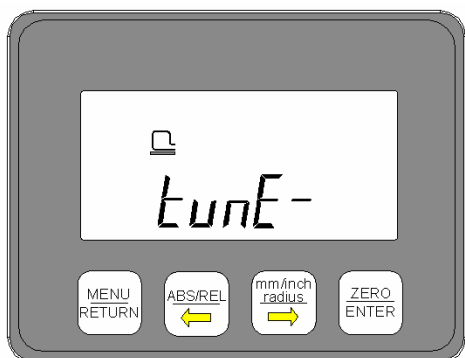 tunE-
MENU
RETURN
ABS/REL
mm/inch
radius
ZERO
ENTER